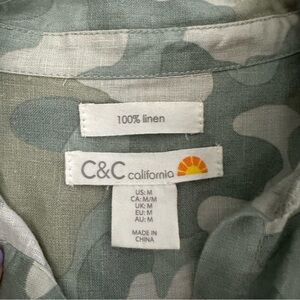 100% linen
C&C california
US: M
CA: M/M
UK: M
EU: M
AU: M
MADE IN
CHINA